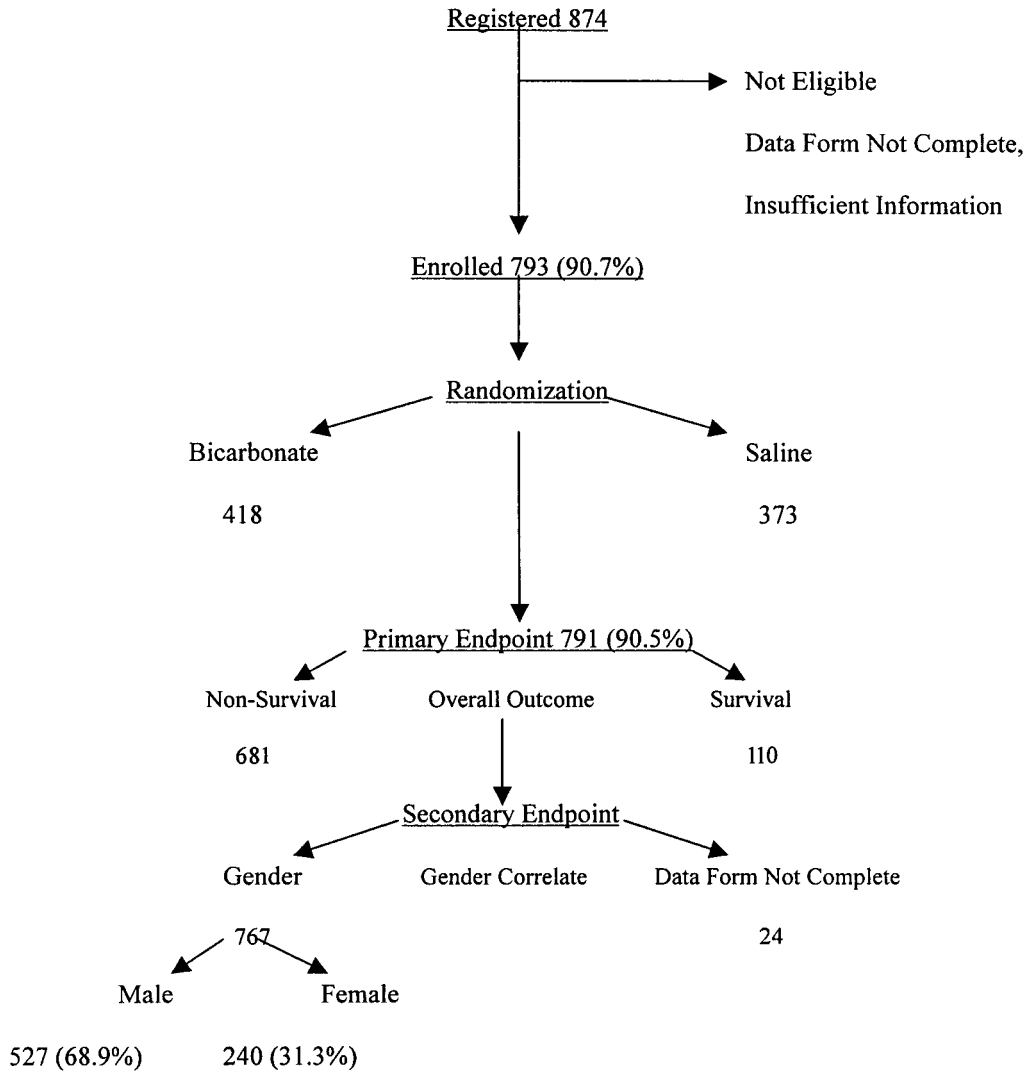 Registered 874
Not Eligible
Data Form Not Complete,
Insufficient Information
Enrolled 793 (90.7%)
Randomization
Bicarbonate
Saline
418
373
Primary Endpoint 791 (90.5%)
Non-Survival
Overall Outcome
Survival
681
110
Secondary Endpoint
Gender
Gender Correlate
Data Form Not Complete
767
24
Male
Female
527 (68.9%)
240 (31.3%)